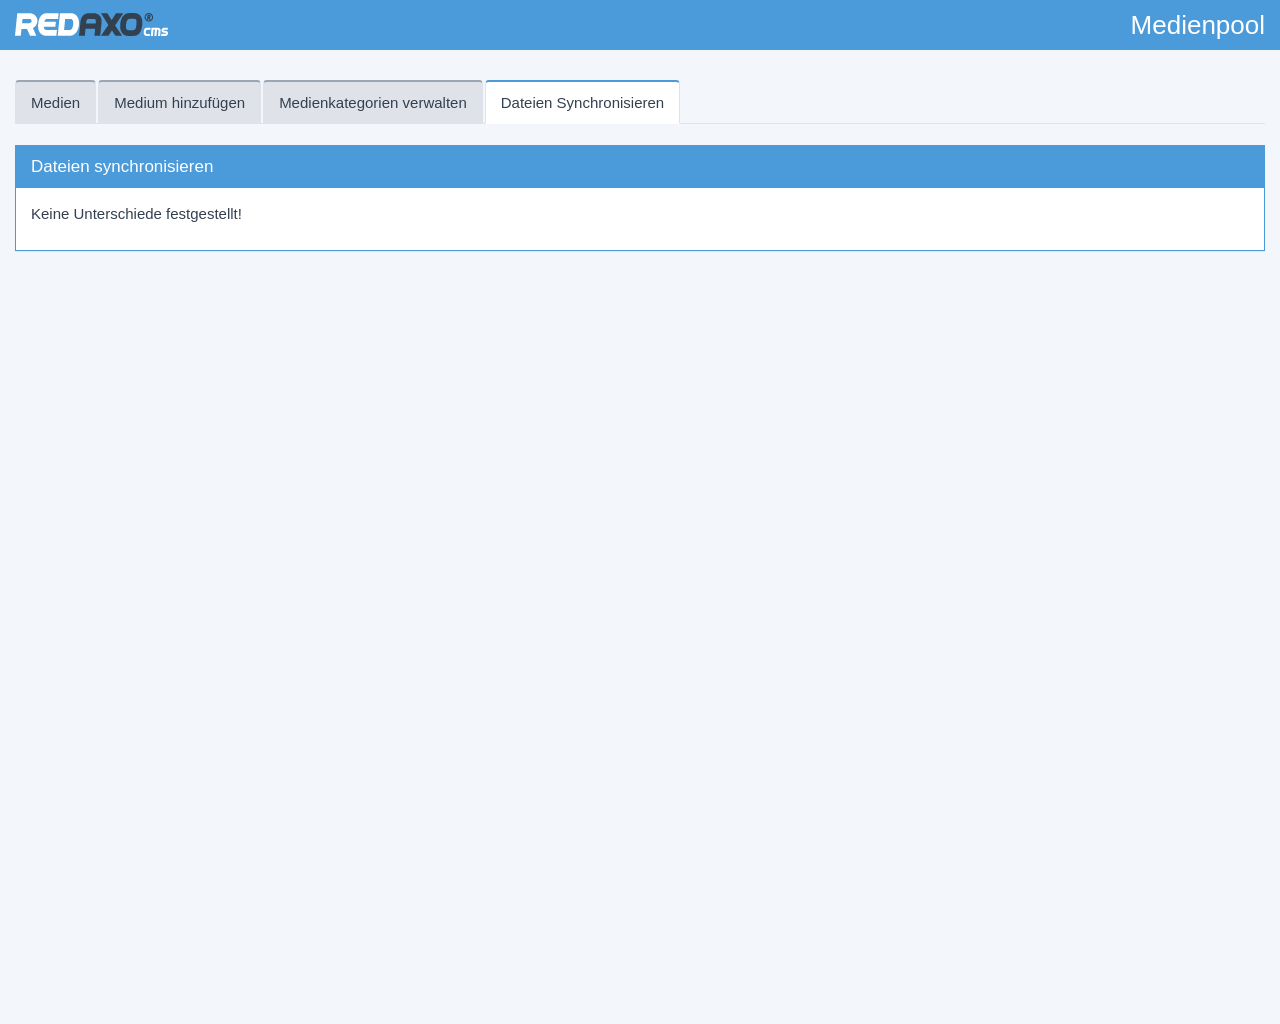 REDAXO® cms
Medienpool
Medien
Medium hinzufügen
Medienkategorien verwalten
Dateien Synchronisieren
Dateien synchronisieren
Keine Unterschiede festgestellt!